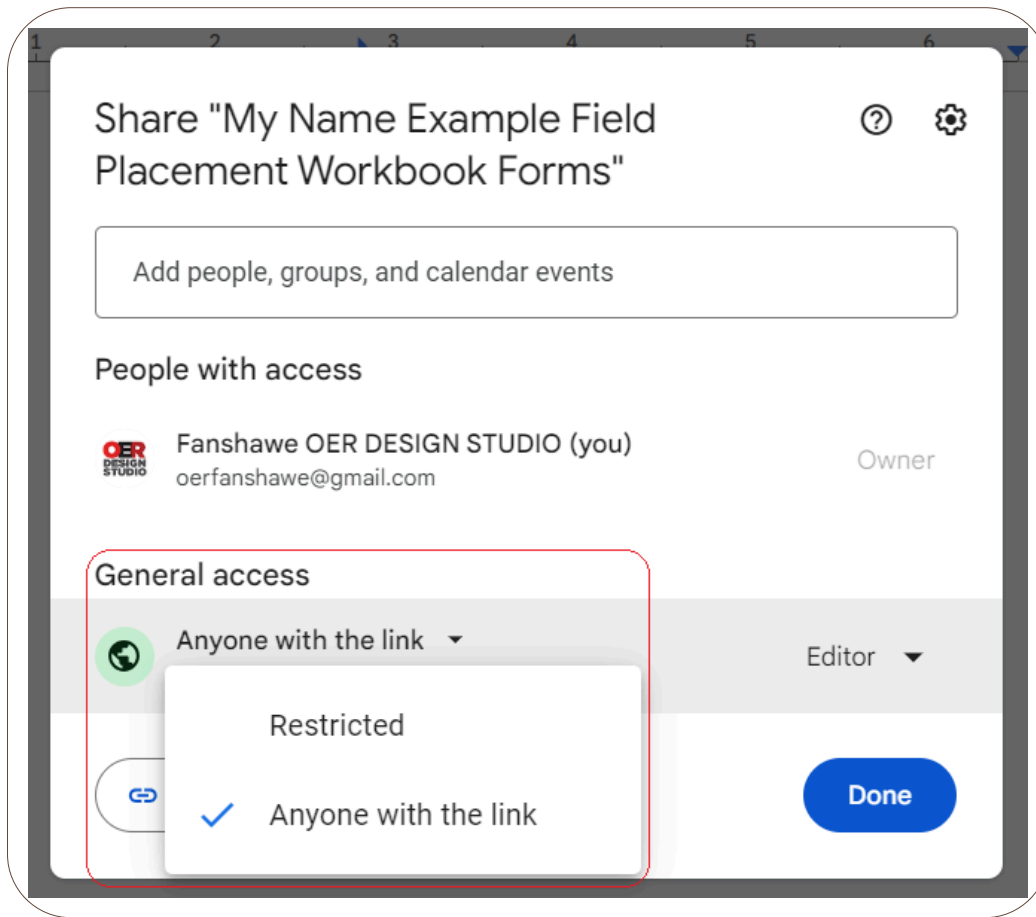 1 2 3 4 5 6
Share "My Name Example Field
Placement Workbook Forms"
Add people, groups, and calendar events
People with access
OER
DESIGN
STUDIO
Fanshawe OER DESIGN STUDIO (you)
oerfanshawe@gmail.com
Owner
General access
Anyone with the link
Editor
Restricted
Anyone with the link
Done